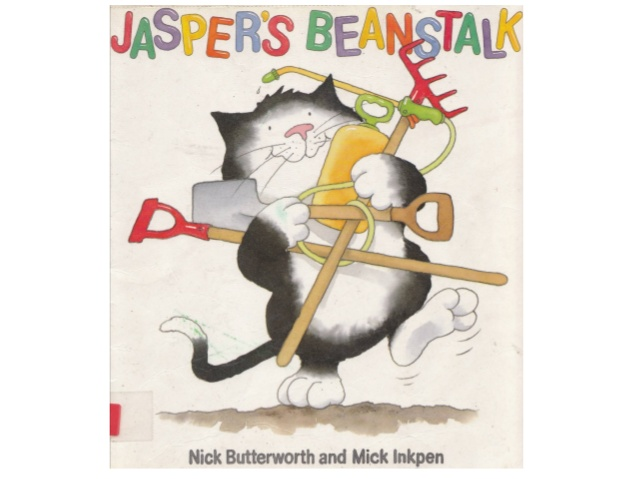 JASPER'S BEANSTALK
Nick Butterworth and Mick Inkpen